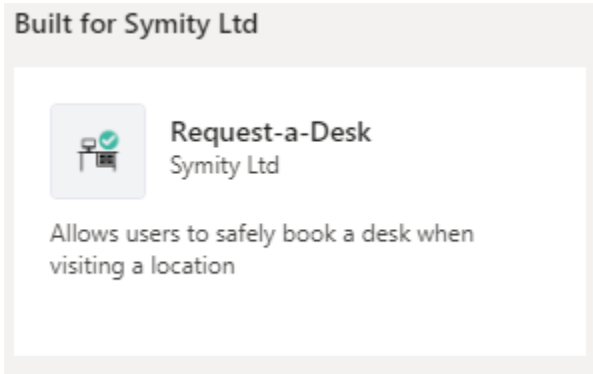 Built for Symity Ltd
Request-a-Desk
Symity Ltd
Allows users to safely book a desk when
visiting a location